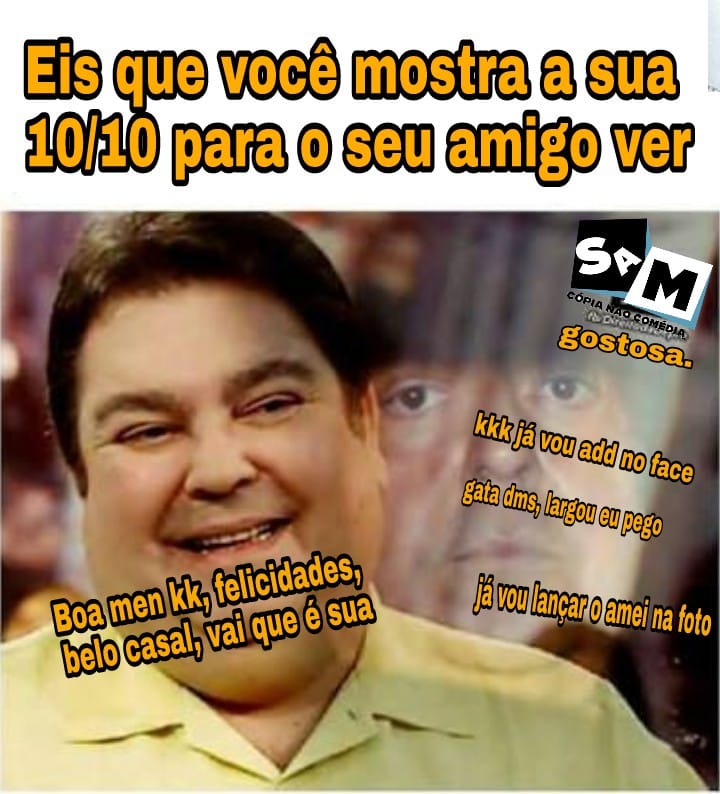 Eis que você mostra a sua
10/10 para o seu amigo ver
SAM
CÓPIA NÃO COMÉDIA
gostosa.
kkk já vou add no face
gata dms, largou eu pego
já vou lançar o amei na foto
Boa men kk, felicidades,
belo casal, vai que é sua